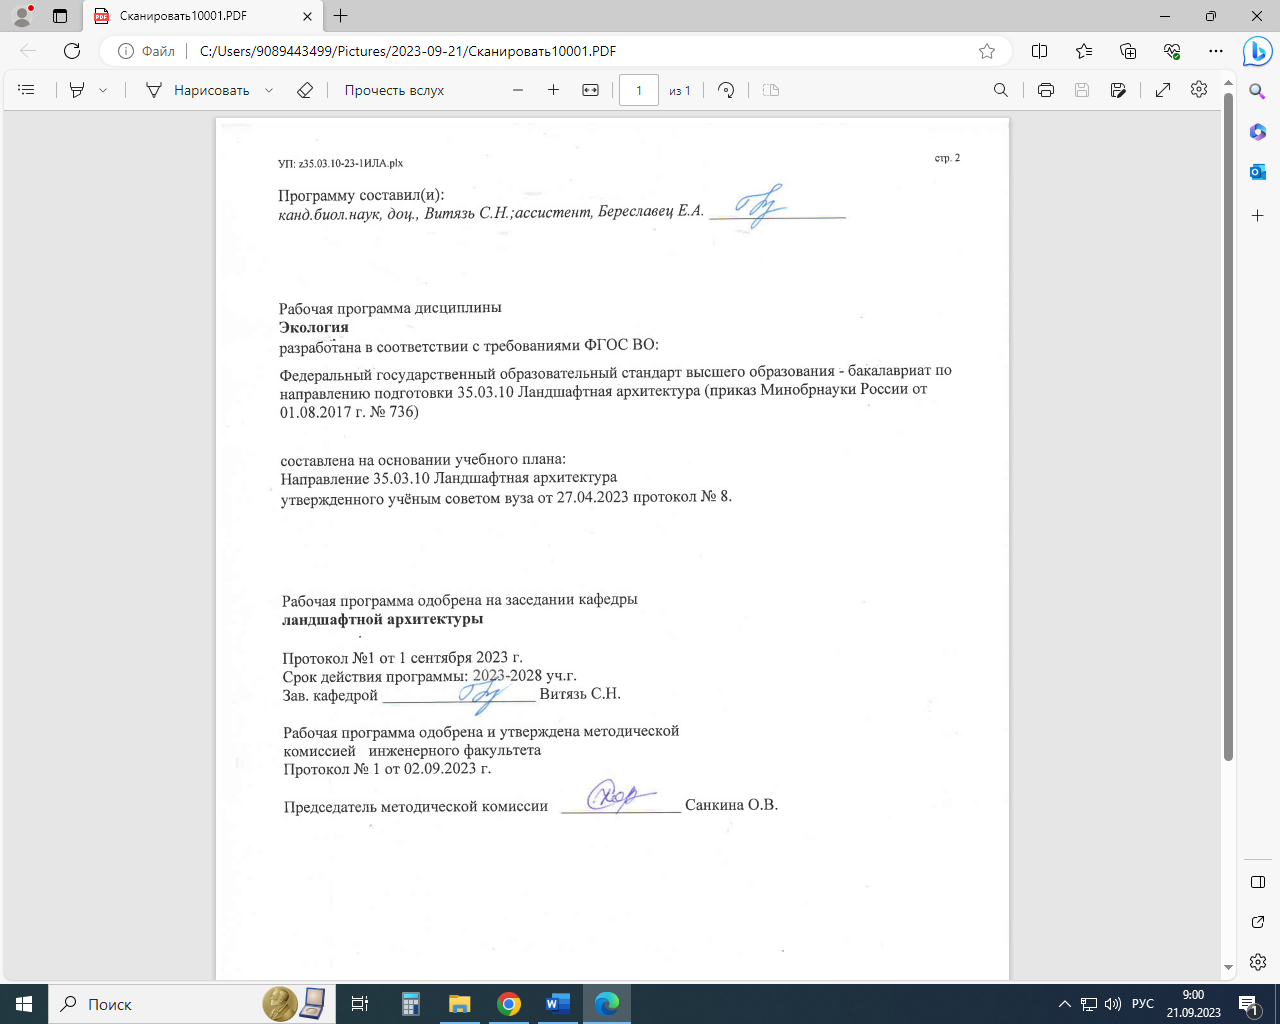 Сканировать10001.PDF
Файл
C:/Users/9089443499/Pictures/2023-09-21/Сканировать10001.PDF
Нарисовать
Прочесть вслух
1
из 1
УП: z35.03.10-23-1ИЛА.plx
стр. 2
Программу составил(и):
канд.биол.наук, доц., Витязь С.Н.;ассистент, Береславец Е.А.
Рабочая программа дисциплины
Экология
разработана в соответствии с требованиями ФГОС ВО:
Федеральный государственный образовательный стандарт высшего образования - бакалавриат по
направлению подготовки 35.03.10 Ландшафтная архитектура (приказ Минобрнауки России от
01.08.2017 г. № 736)
составлена на основании учебного плана:
Направление 35.03.10 Ландшафтная архитектура
утвержденного учёным советом вуза от 27.04.2023 протокол № 8.
Рабочая программа одобрена на заседании кафедры
ландшафтной архитектуры
Протокол №1 от 1 сентября 2023 г.
Срок действия программы: 2023-2028 уч.г.
Зав. кафедрой Витязь С.Н.
Рабочая программа одобрена и утверждена методической
комиссией инженерного факультета
Протокол № 1 от 02.09.2023 г.
Председатель методической комиссии Санкина О.В.
Поиск
РУС
9:00
21.09.2023
1